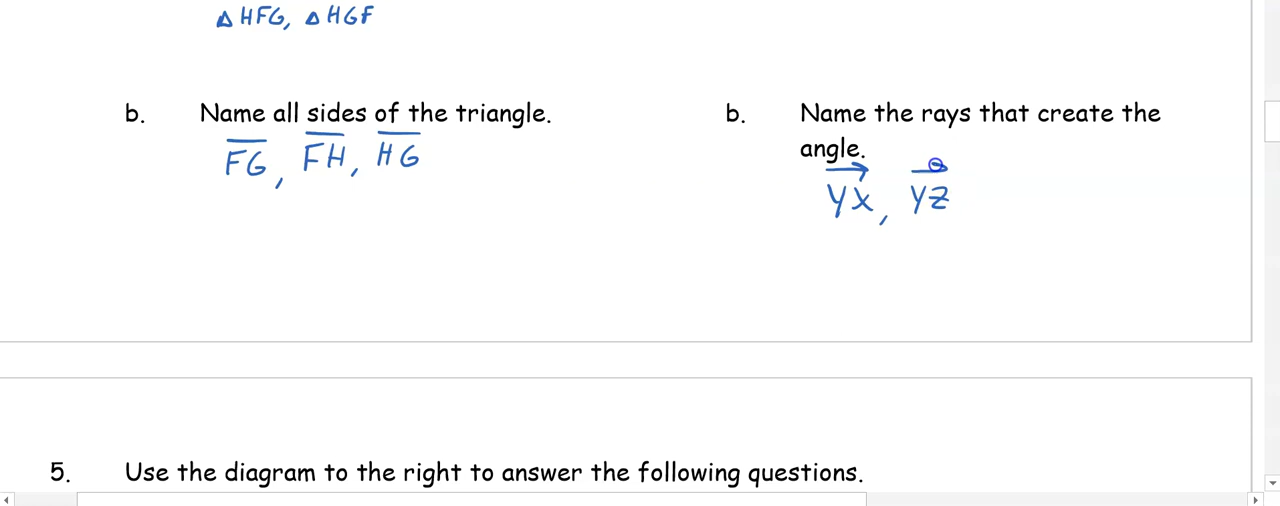 △HFG, △HGF
b. Name all sides of the triangle.
FG, FH, HG
b. Name the rays that create the
angle.
YX, YZ
5. Use the diagram to the right to answer the following questions.